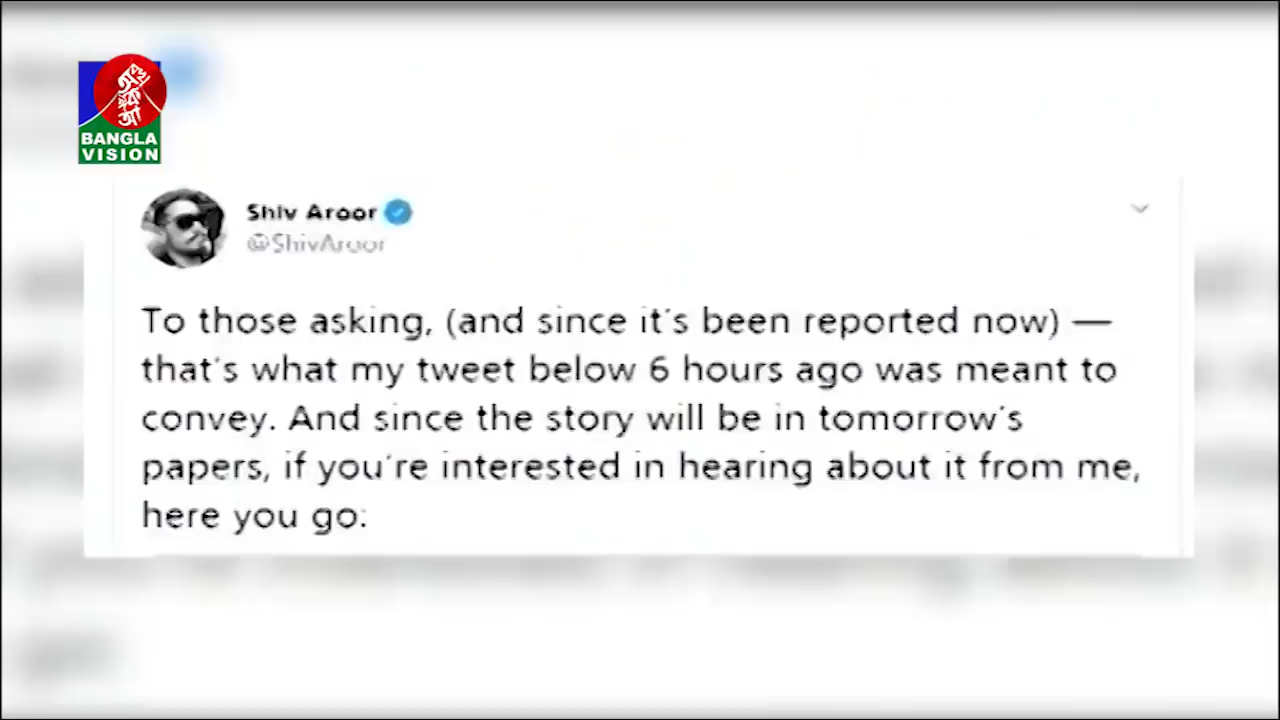 BANGLA
VISION
Shiv Aroor
@ShivAroor
To those asking, (and since it's been reported now) —
that's what my tweet below 6 hours ago was meant to
convey. And since the story will be in tomorrow's
papers, if you're interested in hearing about it from me,
here you go: